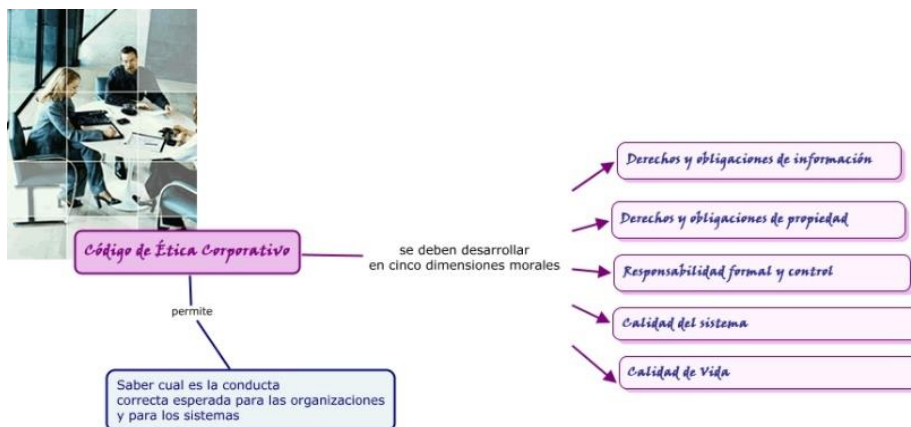 Código de Ética Corporativo
se deben desarrollar
en cinco dimensiones morales
Derechos y obligaciones de información
Derechos y obligaciones de propiedad
Responsabilidad formal y control
Calidad del sistema
Calidad de Vida
permite
Saber cual es la conducta
correcta esperada para las organizaciones
y para los sistemas